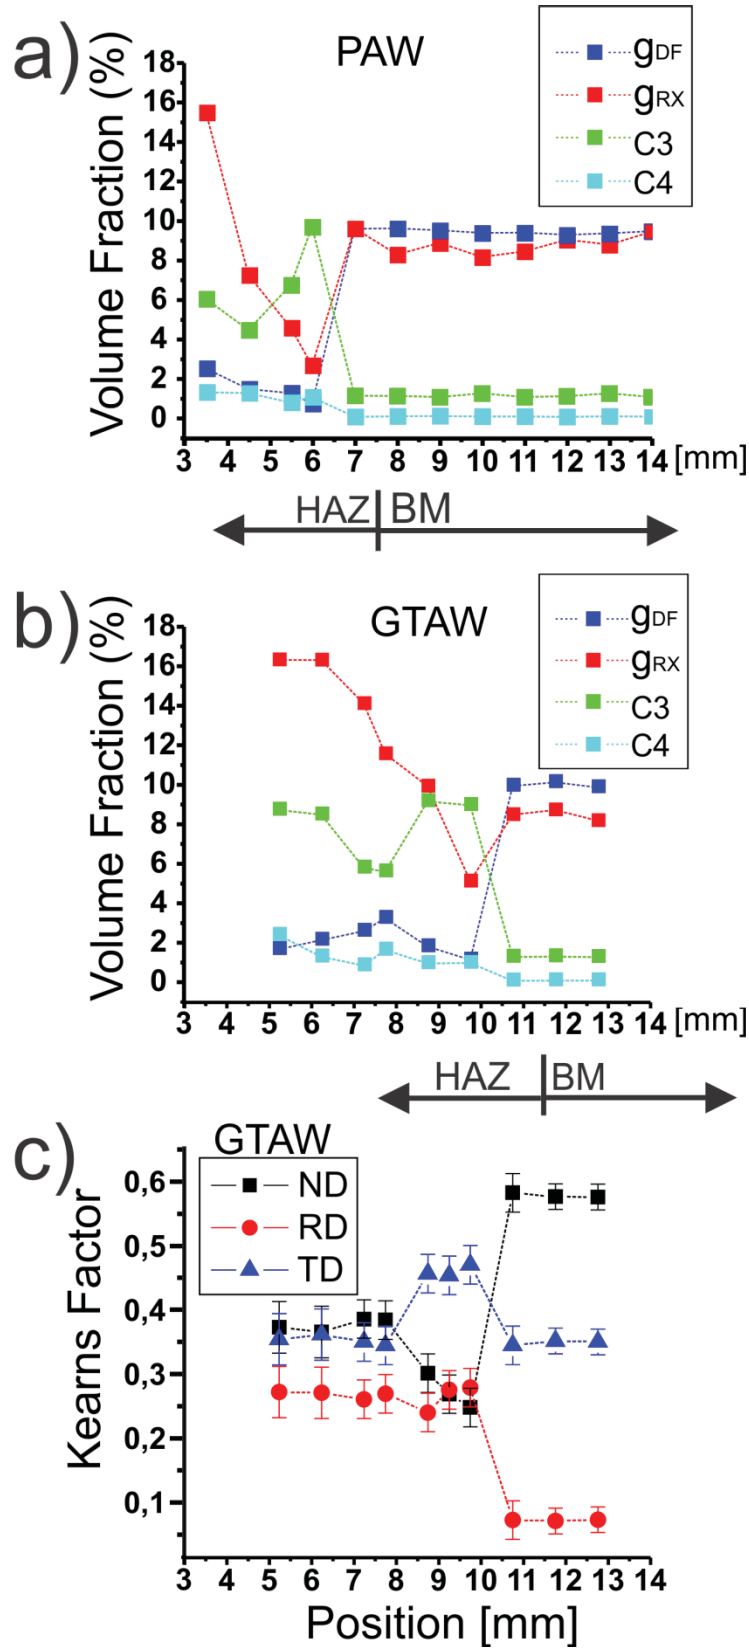 a)
PAW
gDF
gRX
C3
C4
Volume Fraction (%)
18
16
14
12
10
8
6
4
2
0
3 4 5 6 7 8 9 10 11 12 13 14 [mm]
HAZ BM
b)
GTAW
gDF
gRX
C3
C4
Volume Fraction (%)
18
16
14
12
10
8
6
4
2
0
3 4 5 6 7 8 9 10 11 12 13 14 [mm]
HAZ BM
c)
GTAW
ND
RD
TD
Kearns Factor
0,6
0,5
0,4
0,3
0,2
0,1
3 4 5 6 7 8 9 10 11 12 13 14
Position [mm]